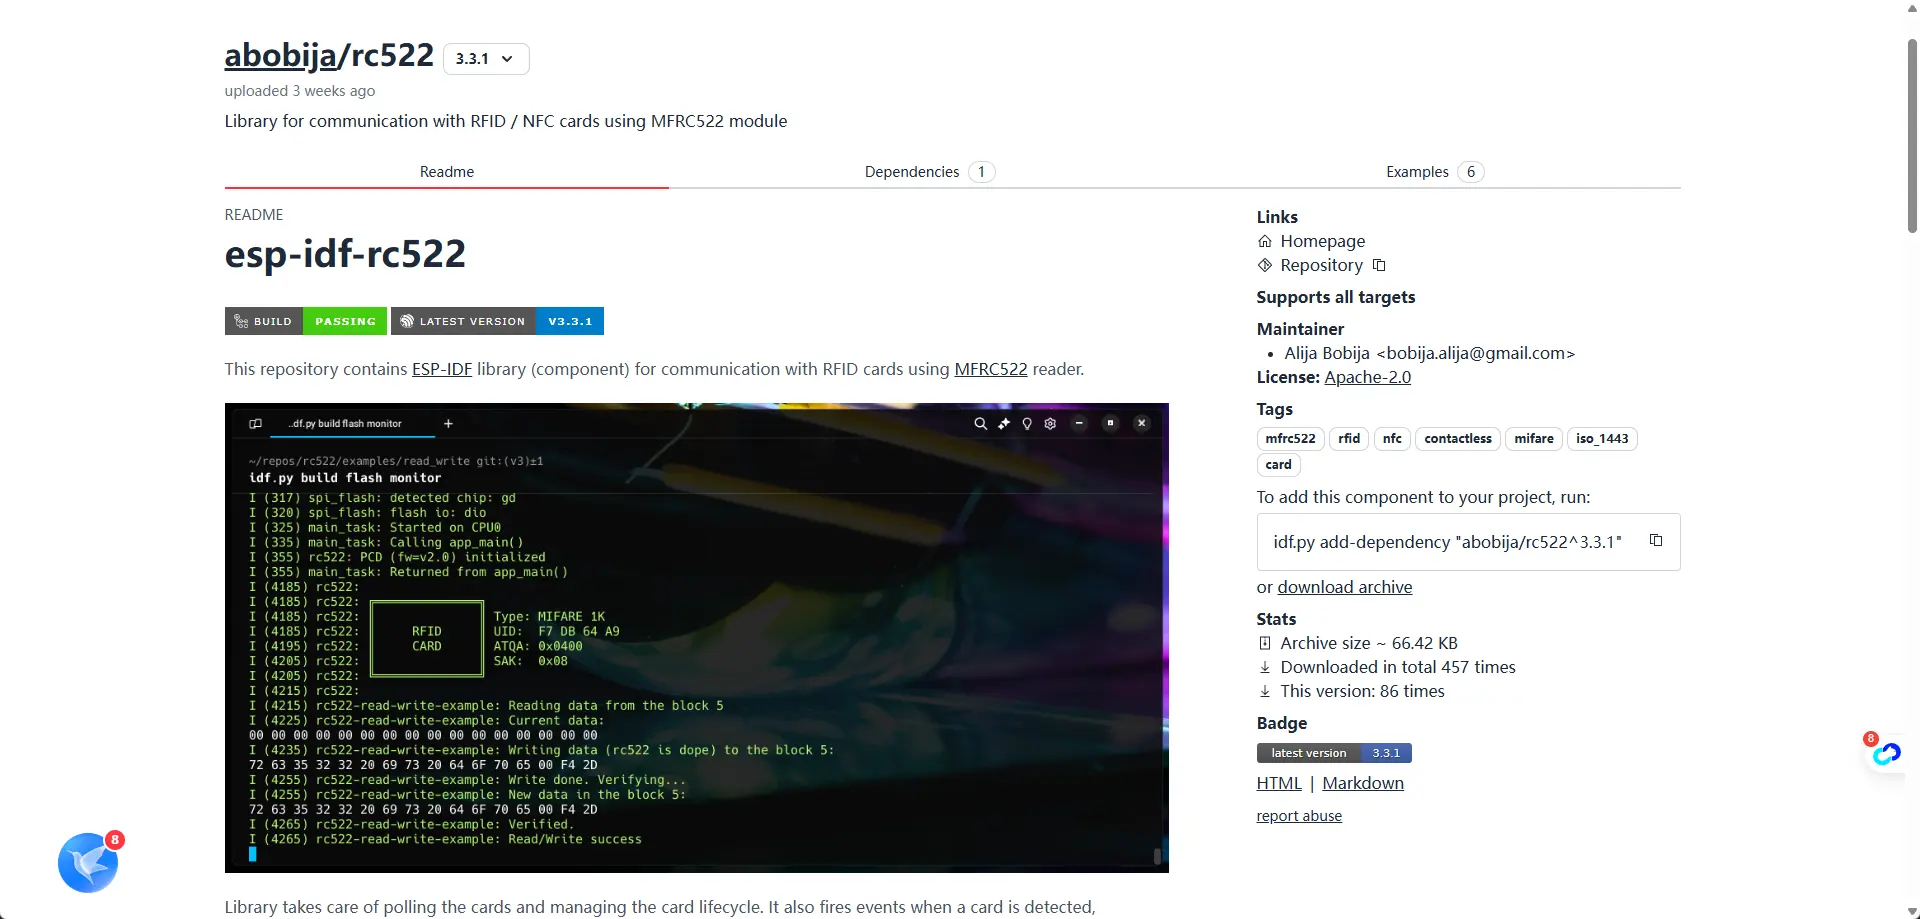 abobija/rc522 3.3.1
uploaded 3 weeks ago
Library for communication with RFID / NFC cards using MFRC522 module
Readme
Dependencies 1
Examples 6
README
esp-idf-rc522
BUILD PASSING LATEST VERSION V3.3.1
This repository contains ESP-IDF library (component) for communication with RFID cards using MFRC522 reader.
..df.py build flash monitor
~/repos/rc522/examples/read_write git:(v3)±1
idf.py build flash monitor
I (317) spi_flash: detected chip: gd
I (320) spi_flash: flash io: dio
I (325) main_task: Started on CPU0
I (335) main_task: Calling app_main()
I (355) rc522: PCD (fw=v2.0) initialized
I (355) main_task: Returned from app_main()
I (4185) rc522:
I (4185) rc522:
I (4185) rc522: Type: MIFARE 1K
I (4185) rc522: RFID UID: F7 DB 64 A9
I (4195) rc522: CARD ATQA: 0x0400
I (4205) rc522: SAK: 0x08
I (4205) rc522:
I (4215) rc522:
I (4215) rc522-read-write-example: Reading data from the block 5
I (4225) rc522-read-write-example: Current data:
00 00 00 00 00 00 00 00 00 00 00 00 00 00 00 00
I (4235) rc522-read-write-example: Writing data (rc522 is dope) to the block 5:
72 63 35 32 32 20 69 73 20 64 6F 70 65 00 F4 2D
I (4255) rc522-read-write-example: Write done. Verifying...
I (4255) rc522-read-write-example: New data in the block 5:
72 63 35 32 32 20 69 73 20 64 6F 70 65 00 F4 2D
I (4265) rc522-read-write-example: Verified.
I (4265) rc522-read-write-example: Read/Write success
Library takes care of polling the cards and managing the card lifecycle. It also fires events when a card is detected,
Links
Homepage
Repository
Supports all targets
Maintainer
• Alija Bobija <bobija.alija@gmail.com>
License: Apache-2.0
Tags
mfrc522 rfid nfc contactless mifare iso_1443
card
To add this component to your project, run:
idf.py add-dependency "abobija/rc522^3.3.1"
or download archive
Stats
Archive size ~ 66.42 KB
Downloaded in total 457 times
This version: 86 times
Badge
latest version 3.3.1
HTML | Markdown
report abuse
8
8